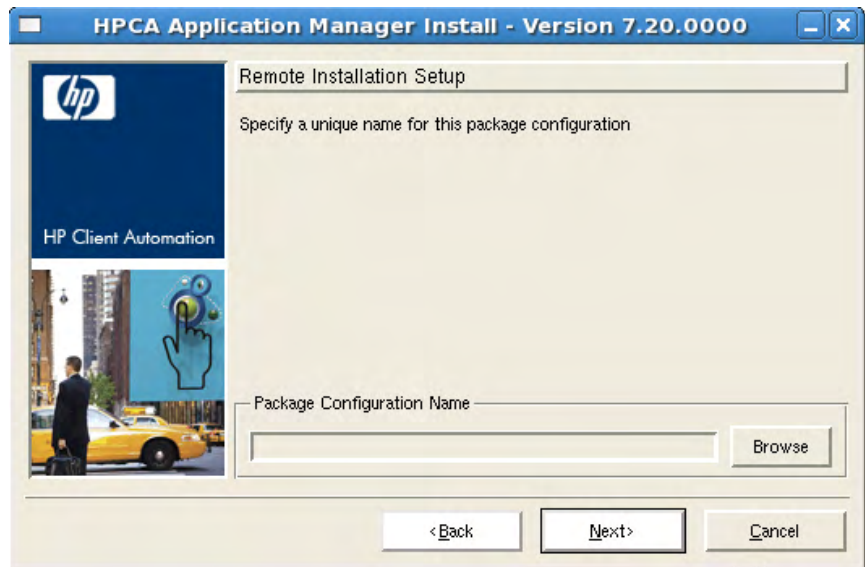 HPCA Application Manager Install - Version 7.20.0000
hp
Remote Installation Setup
Specify a unique name for this package configuration
HP Client Automation
Package Configuration Name
Browse
<Back
Next>
Cancel